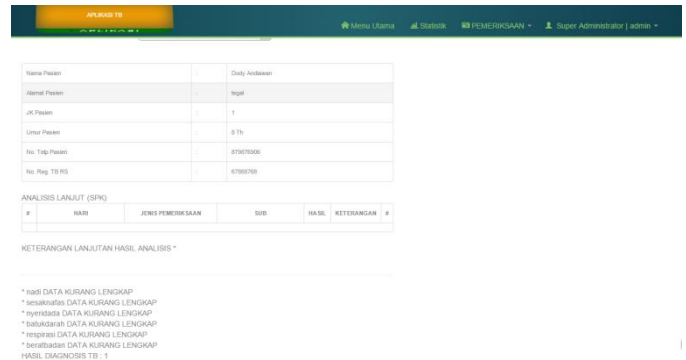 APLIKASI TB
Menu Utama Statistik PEMERIKSAAN Super Administrator | admin
Nama Pasien : Dody Andiawan
Alamat Pasien : tegal
JK Pasien : 1
Umur Pasien : 8 Th
No. Telp Pasien :
No. Reg. TB RS : 67868768
ANALISIS LANJUT (SPK)
# HARI JENIS PEMERIKSAAN SUB HASIL KETERANGAN #
KETERANGAN LANJUTAN HASIL ANALISIS *
* nadi DATA KURANG LENGKAP
* sesaknafas DATA KURANG LENGKAP
* nyeridada DATA KURANG LENGKAP
* batukdarah DATA KURANG LENGKAP
* respirasi DATA KURANG LENGKAP
* beratbadan DATA KURANG LENGKAP
HASIL DIAGNOSIS TB : 1